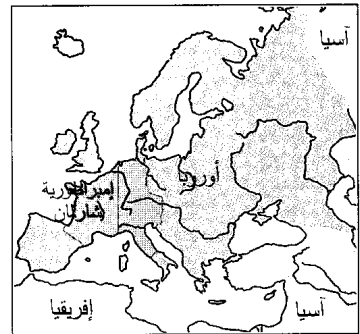 آسيا
أوروبا
إمبراطورية
شارلمان
إفريقيا
آسيا